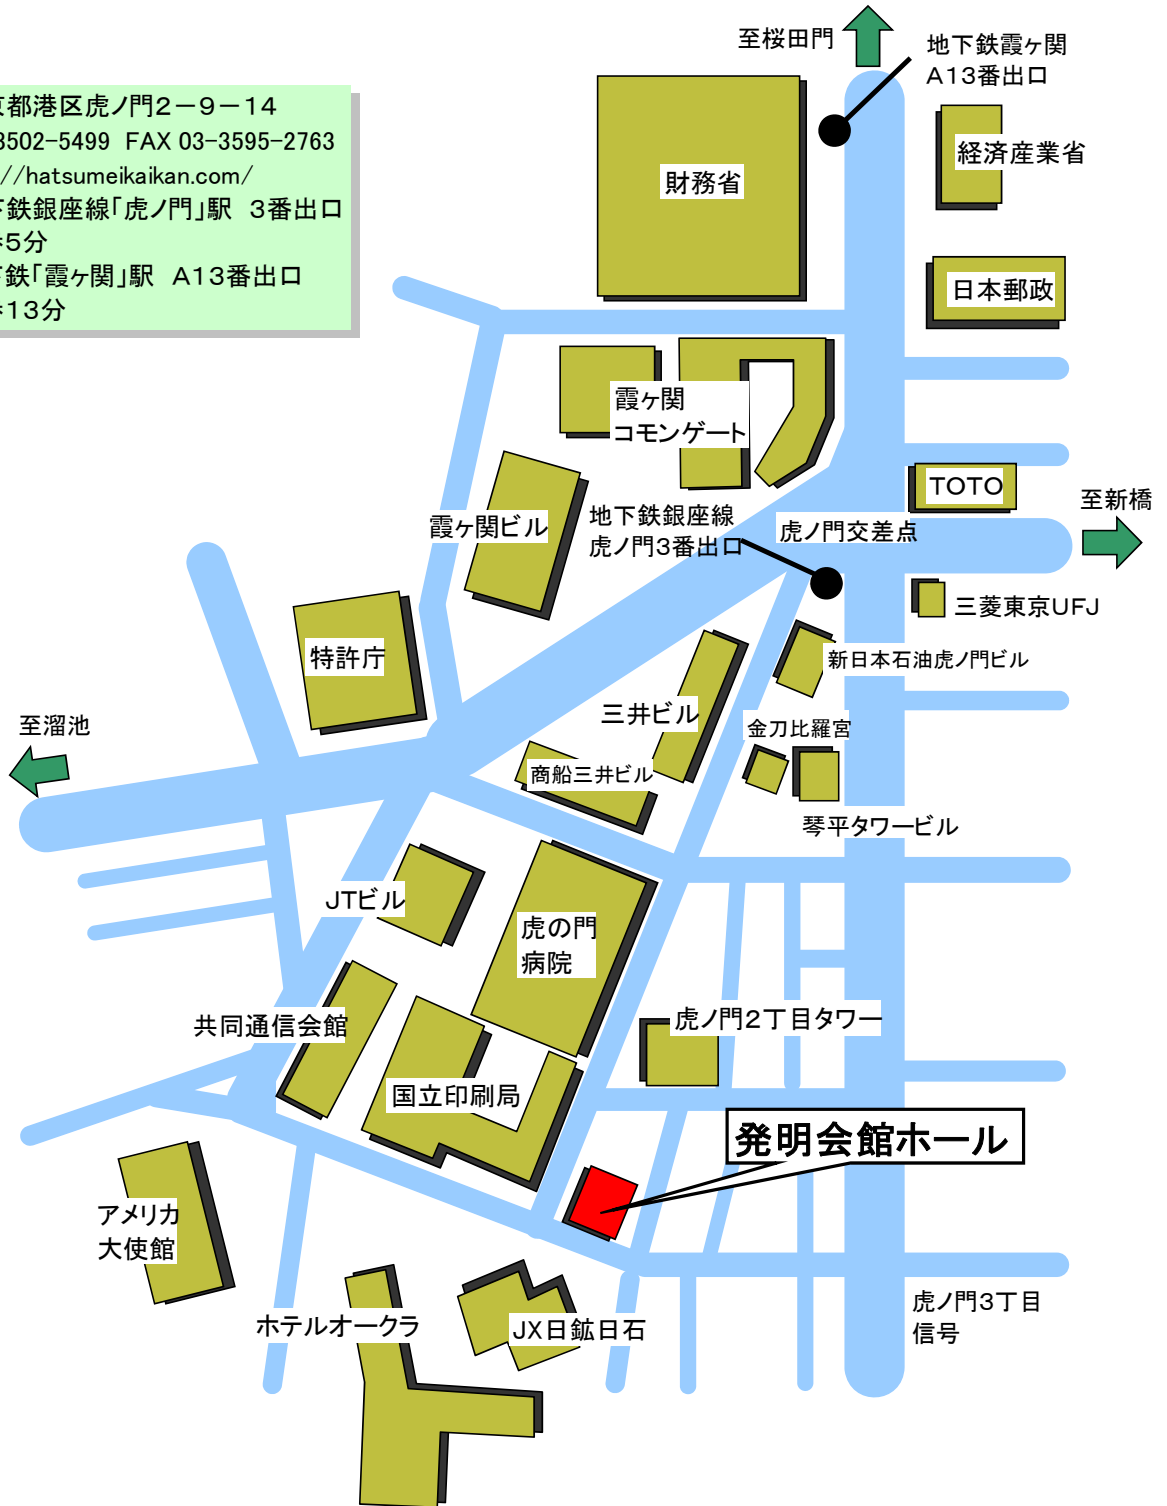 至桜田門
地下鉄霞ヶ関
A13番出口
都港区虎ノ門2−9−14
3502-5499 FAX 03-3595-2763
//hatsumeikaikan.com/
鉄銀座線「虎ノ門」駅 3番出口
5分
鉄「霞ヶ関」駅 A13番出口
13分
財務省
経済産業省
日本郵政
霞ヶ関
コモンゲート
TOTO
至新橋
霞ヶ関ビル
地下鉄銀座線
虎ノ門3番出口
虎ノ門交差点
三菱東京UFJ
特許庁
新日本石油虎ノ門ビル
至溜池
三井ビル
金刀比羅宮
商船三井ビル
琴平タワービル
JTビル
虎の門
病院
共同通信会館
虎ノ門2丁目タワー
国立印刷局
発明会館ホール
アメリカ
大使館
ホテルオークラ
JX日鉱日石
虎ノ門3丁目
信号